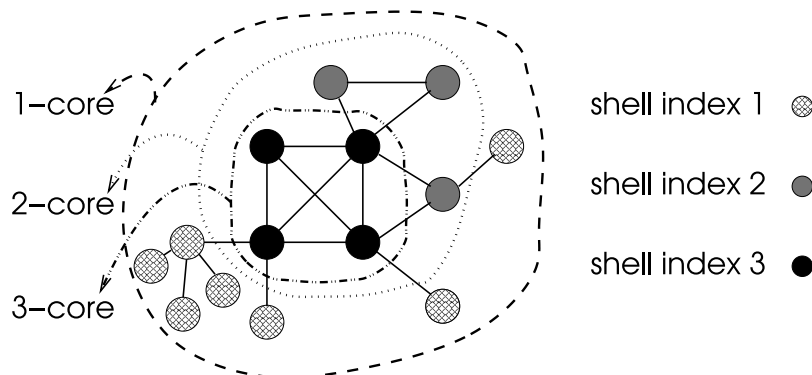 1–core
2–core
3–core
shell index 1
shell index 2
shell index 3